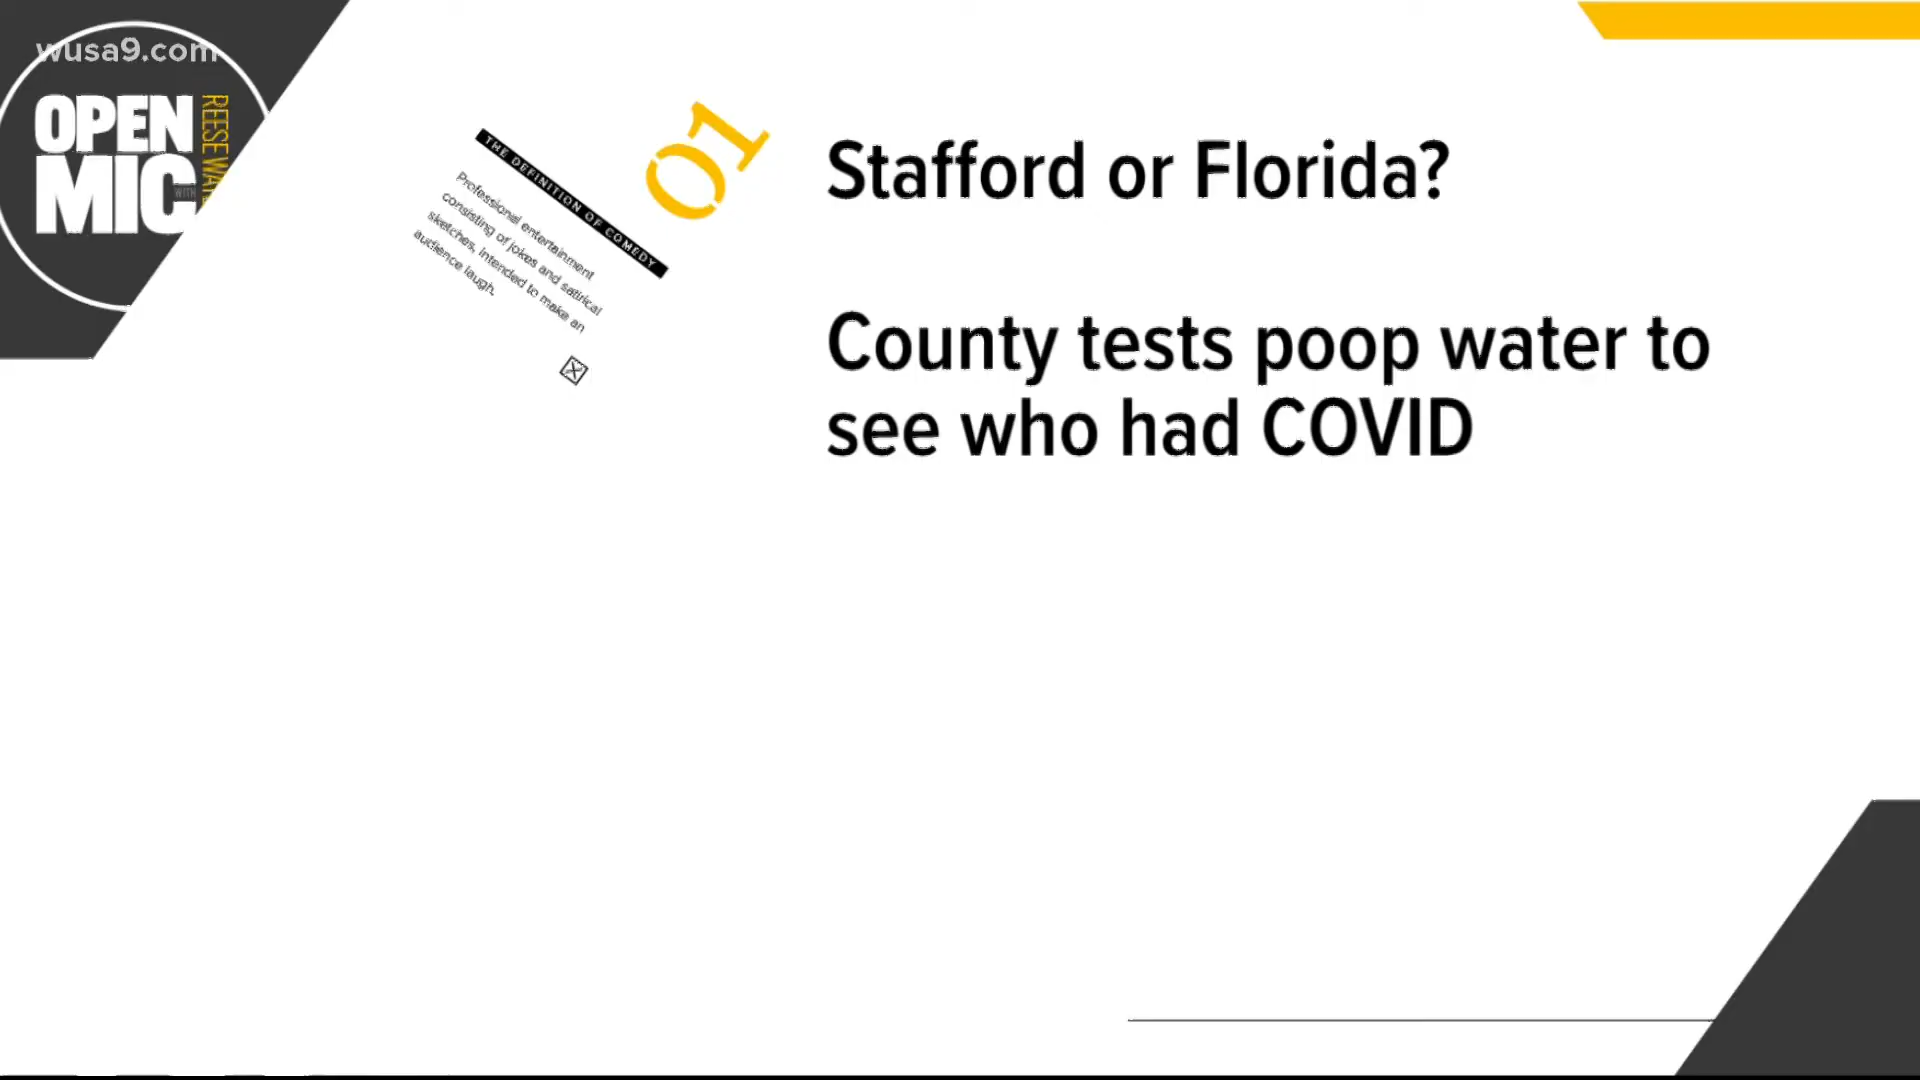 wusa9.com
OPEN
MIC
WITH
REESE
THE DEFINITION OF COMEDY
Professional entertainment
consisting of jokes and satirical
sketches, intended to make an
audience laugh.
01
Stafford or Florida?
County tests poop water to
see who had COVID